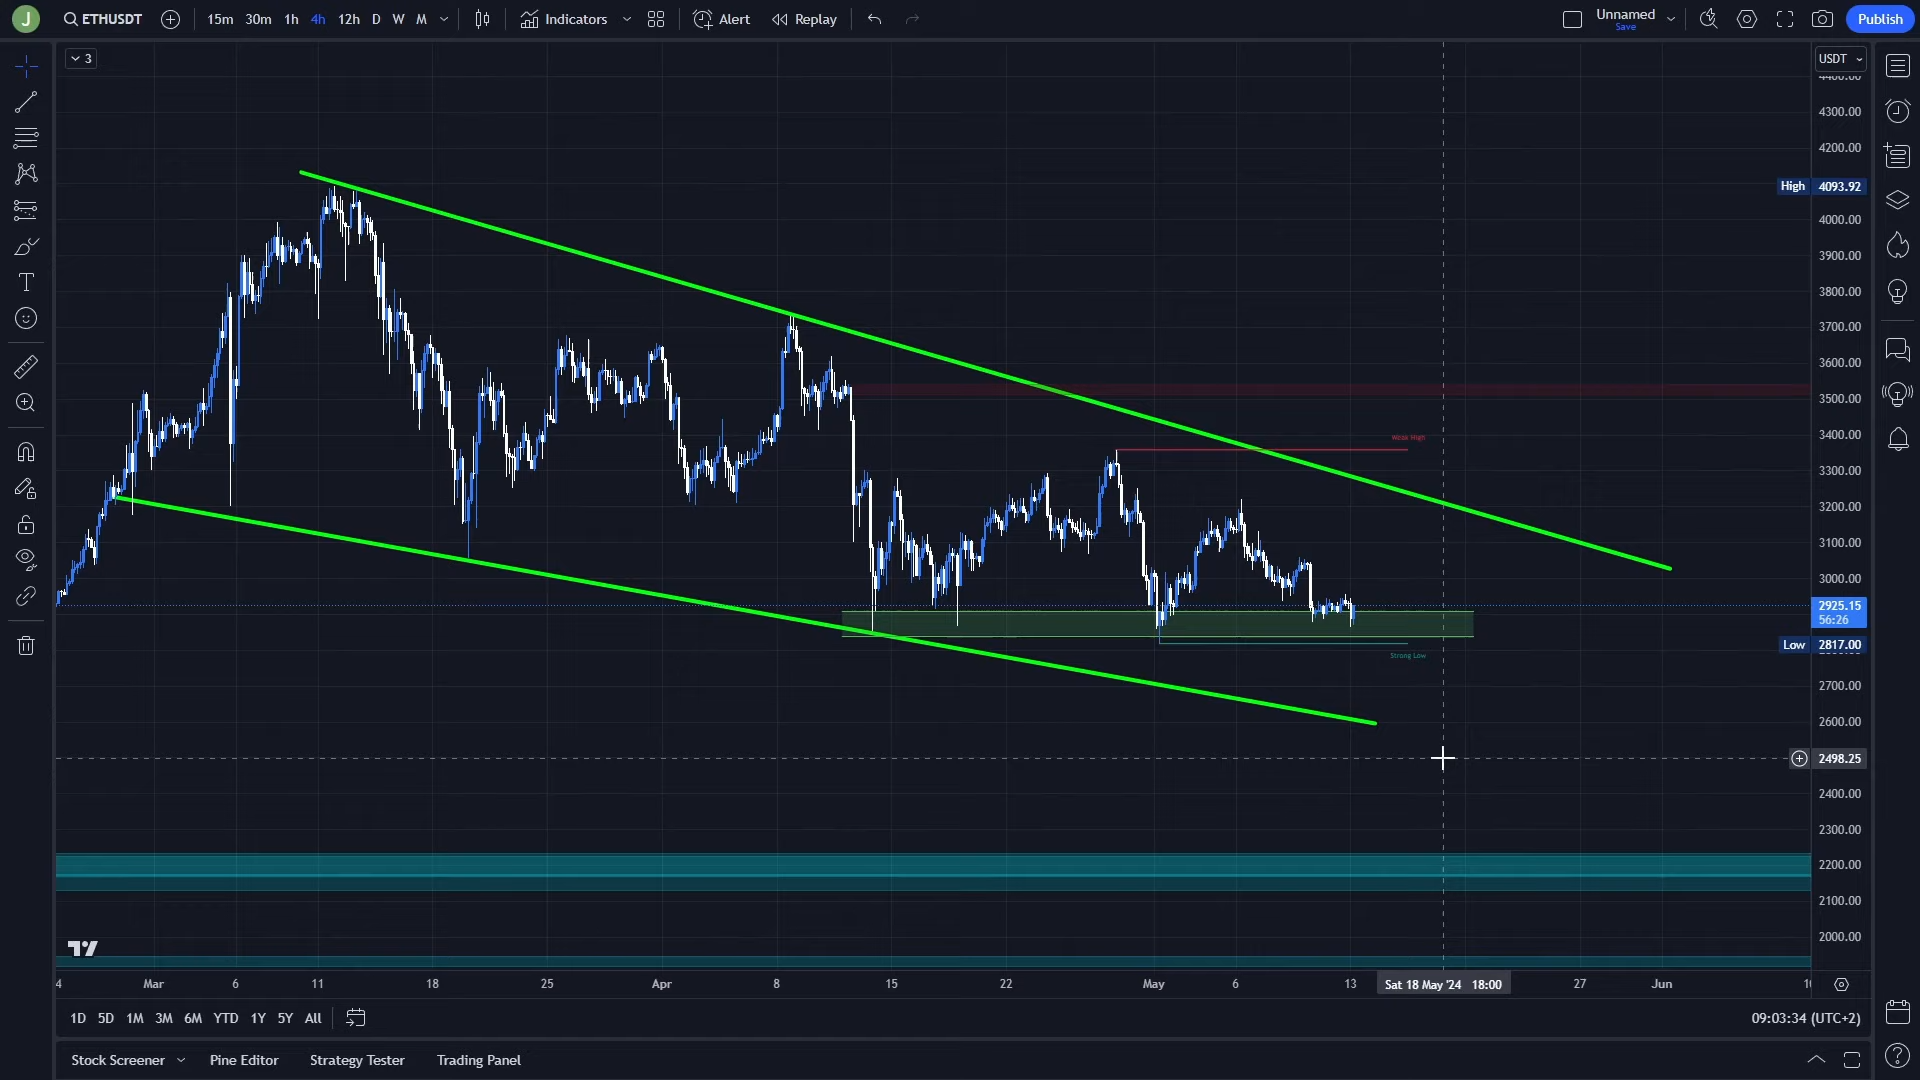 J
ETHUSDT
15m 30m 1h 4h 12h D W M
Indicators
Alert
Replay
Unnamed
Save
Publish
3
USDT
4400.00
4300.00
4200.00
High 4093.92
4000.00
3900.00
3800.00
3700.00
3600.00
3500.00
Weak High
3400.00
3300.00
3200.00
3100.00
3000.00
2925.15
56:26
Low 2817.00
Strong Low
2700.00
2600.00
2498.25
2400.00
2300.00
2200.00
2100.00
2000.00
4 Mar 6 11 18 25 Apr 8 15 22 May 6 13 Sat 18 May '24 18:00 27 Jun
1D 5D 1M 3M 6M YTD 1Y 5Y All
09:03:34 (UTC+2)
Stock Screener Pine Editor Strategy Tester Trading Panel